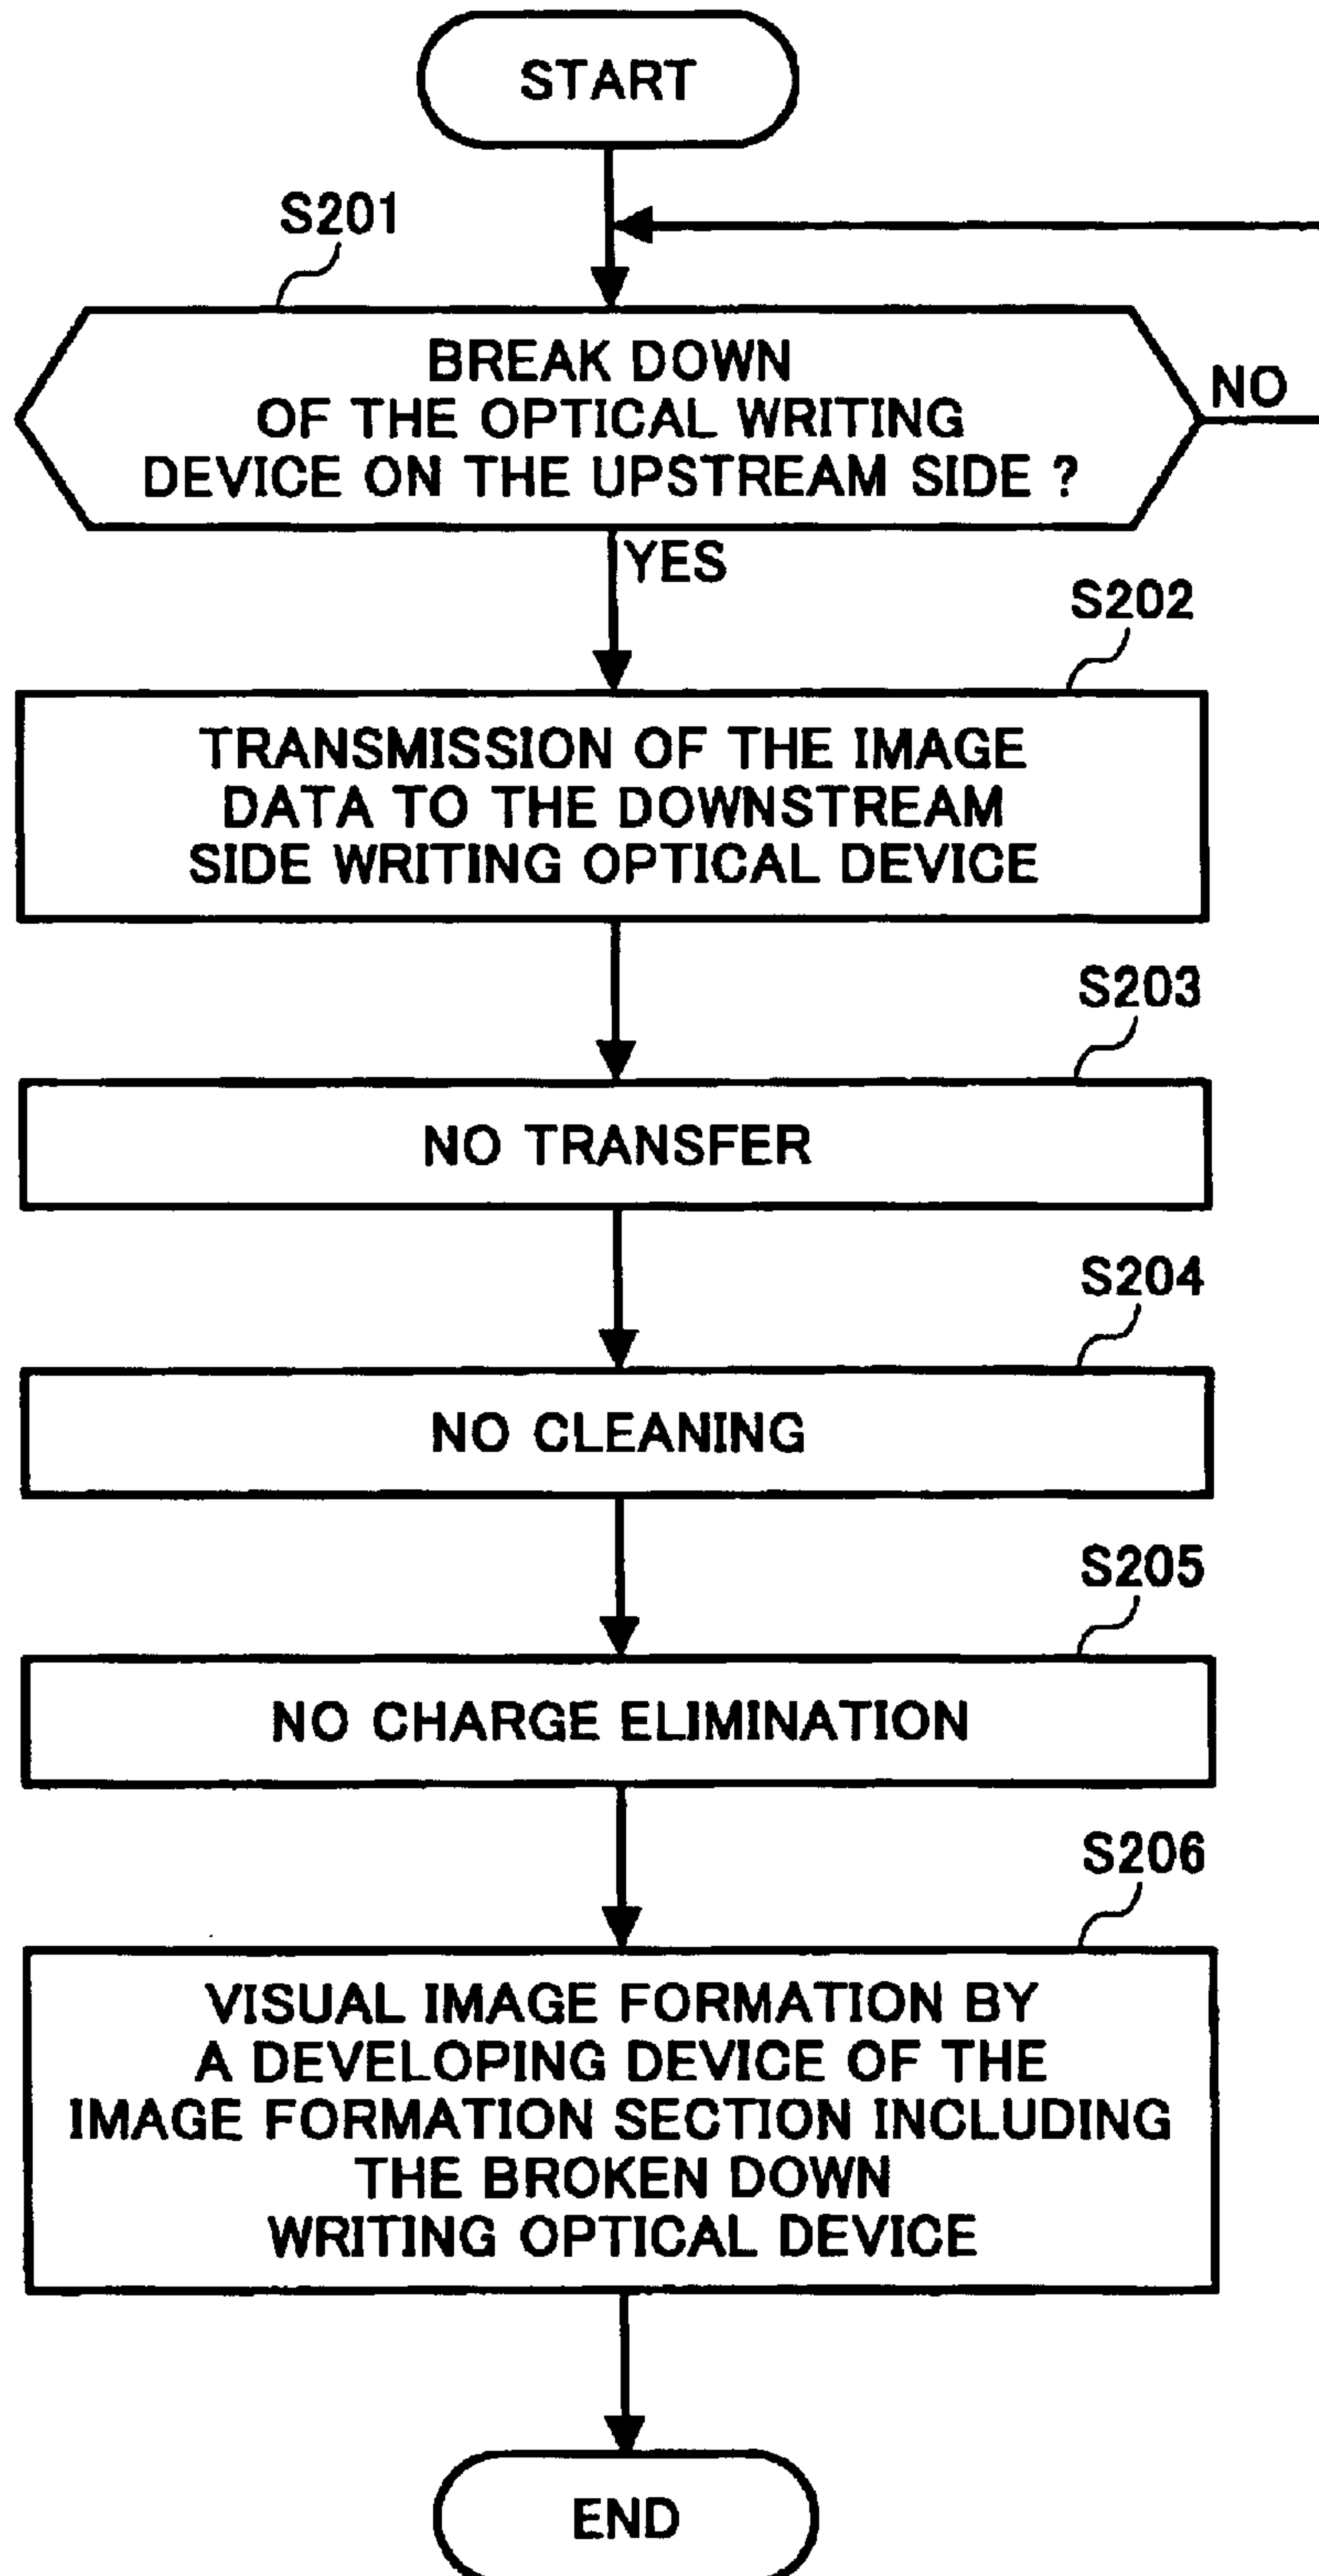 START
S201
BREAK DOWN
OF THE OPTICAL WRITING
DEVICE ON THE UPSTREAM SIDE ?
NO
YES
S202
TRANSMISSION OF THE IMAGE
DATA TO THE DOWNSTREAM
SIDE WRITING OPTICAL DEVICE
S203
NO TRANSFER
S204
NO CLEANING
S205
NO CHARGE ELIMINATION
S206
VISUAL IMAGE FORMATION BY
A DEVELOPING DEVICE OF THE
IMAGE FORMATION SECTION INCLUDING
THE BROKEN DOWN
WRITING OPTICAL DEVICE
END